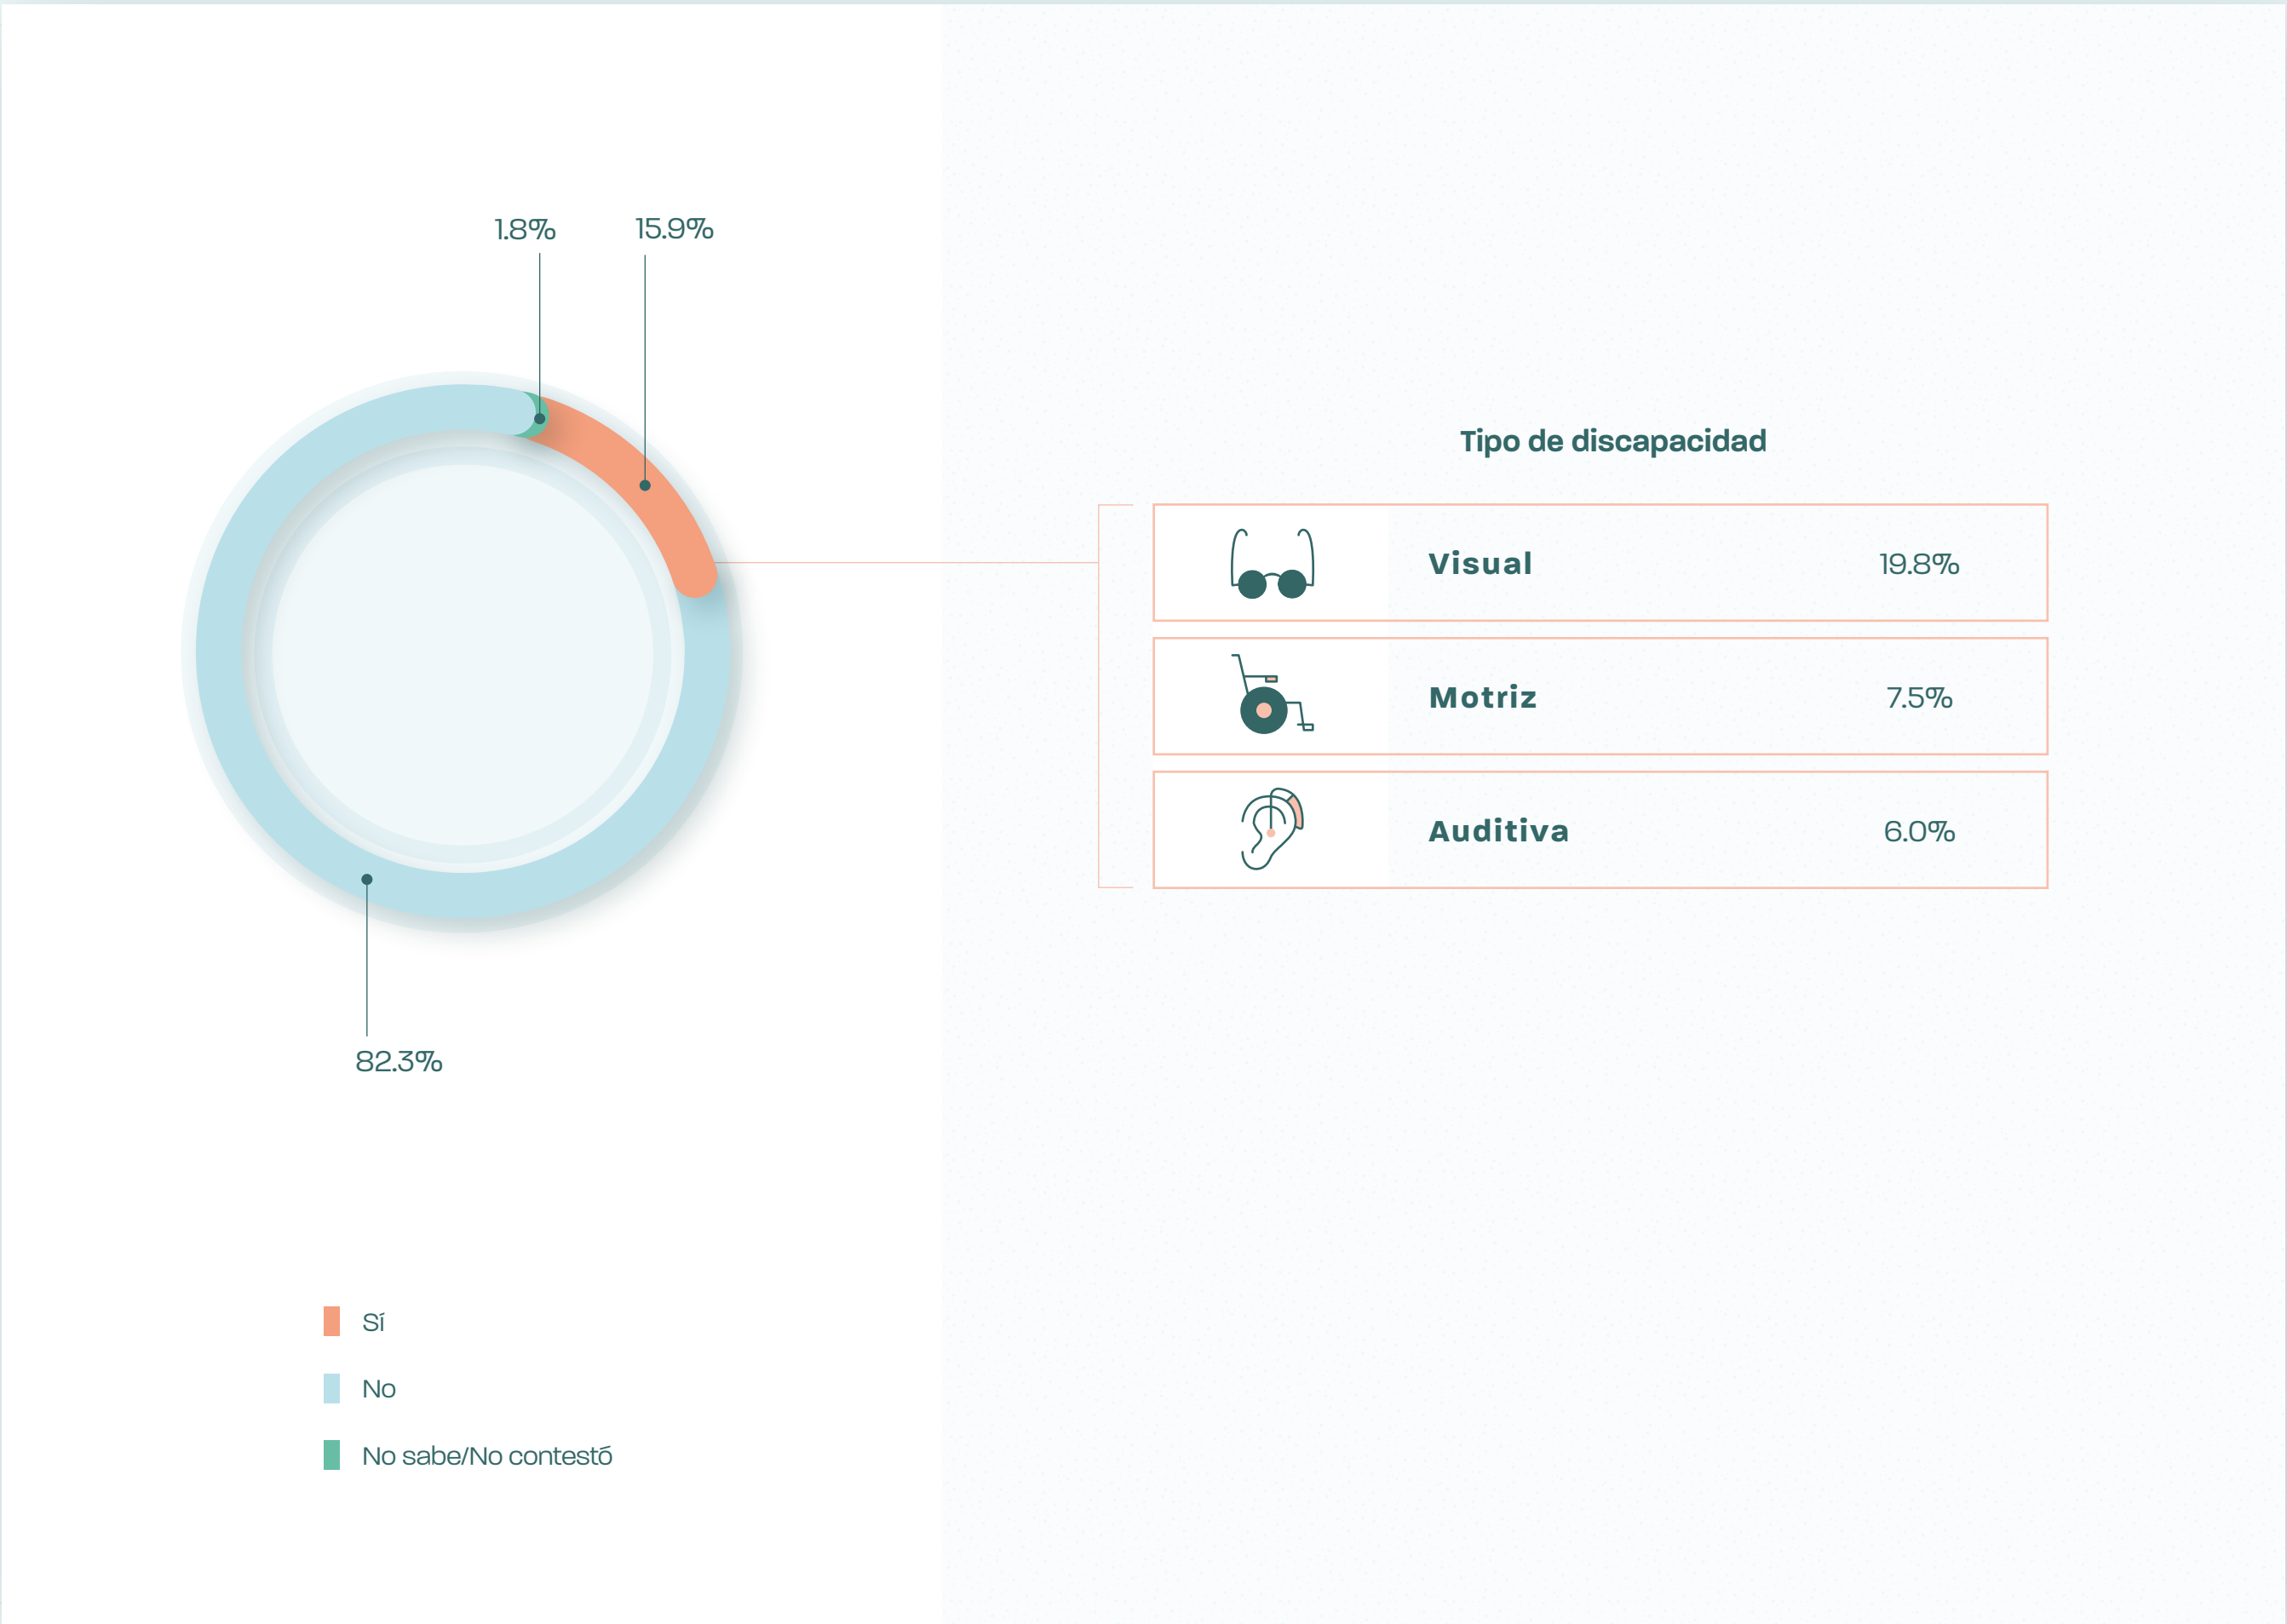 1.8%
15.9%
82.3%
Sí
No
No sabe/No contestó
Tipo de discapacidad
Visual 19.8%
Motriz 7.5%
Auditiva 6.0%